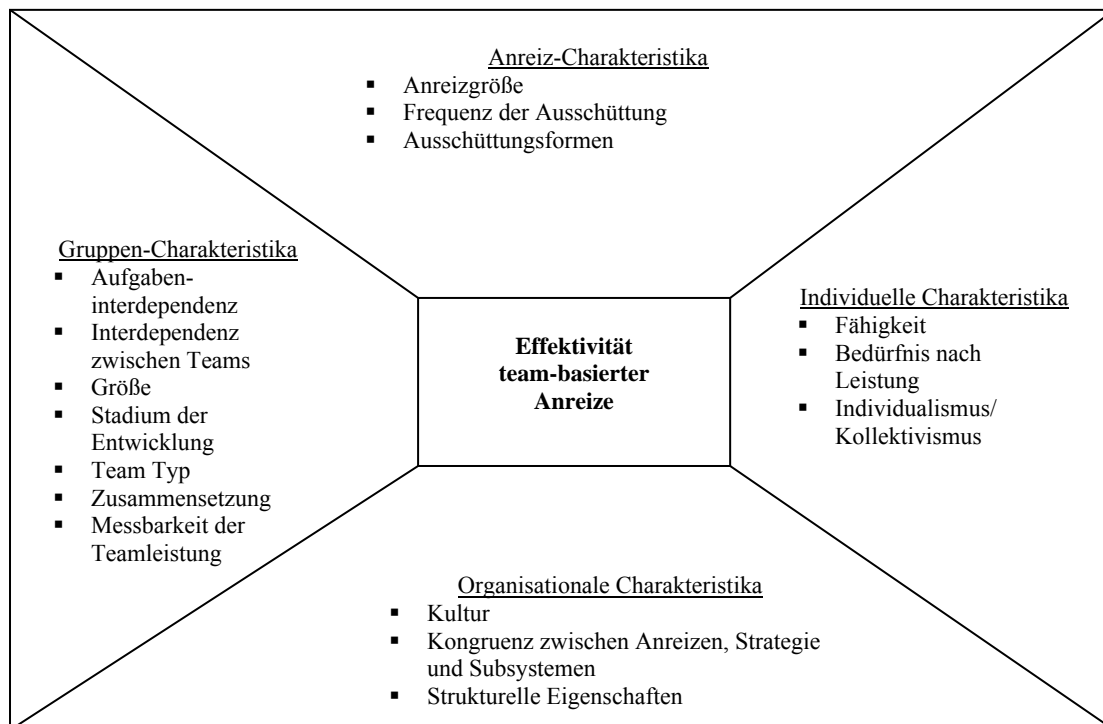 Anreiz-Charakteristika
▪ Anreizgröße
▪ Frequenz der Ausschüttung
▪ Ausschüttungsformen
Gruppen-Charakteristika
▪ Aufgaben-
interdependenz
▪ Interdependenz
zwischen Teams
▪ Größe
▪ Stadium der
Entwicklung
▪ Team Typ
▪ Zusammensetzung
▪ Messbarkeit der
Teamleistung
Effektivität
team-basierter
Anreize
Individuelle Charakteristika
▪ Fähigkeit
▪ Bedürfnis nach
Leistung
▪ Individualismus/
Kollektivismus
Organisationale Charakteristika
▪ Kultur
▪ Kongruenz zwischen Anreizen, Strategie
und Subsystemen
▪ Strukturelle Eigenschaften